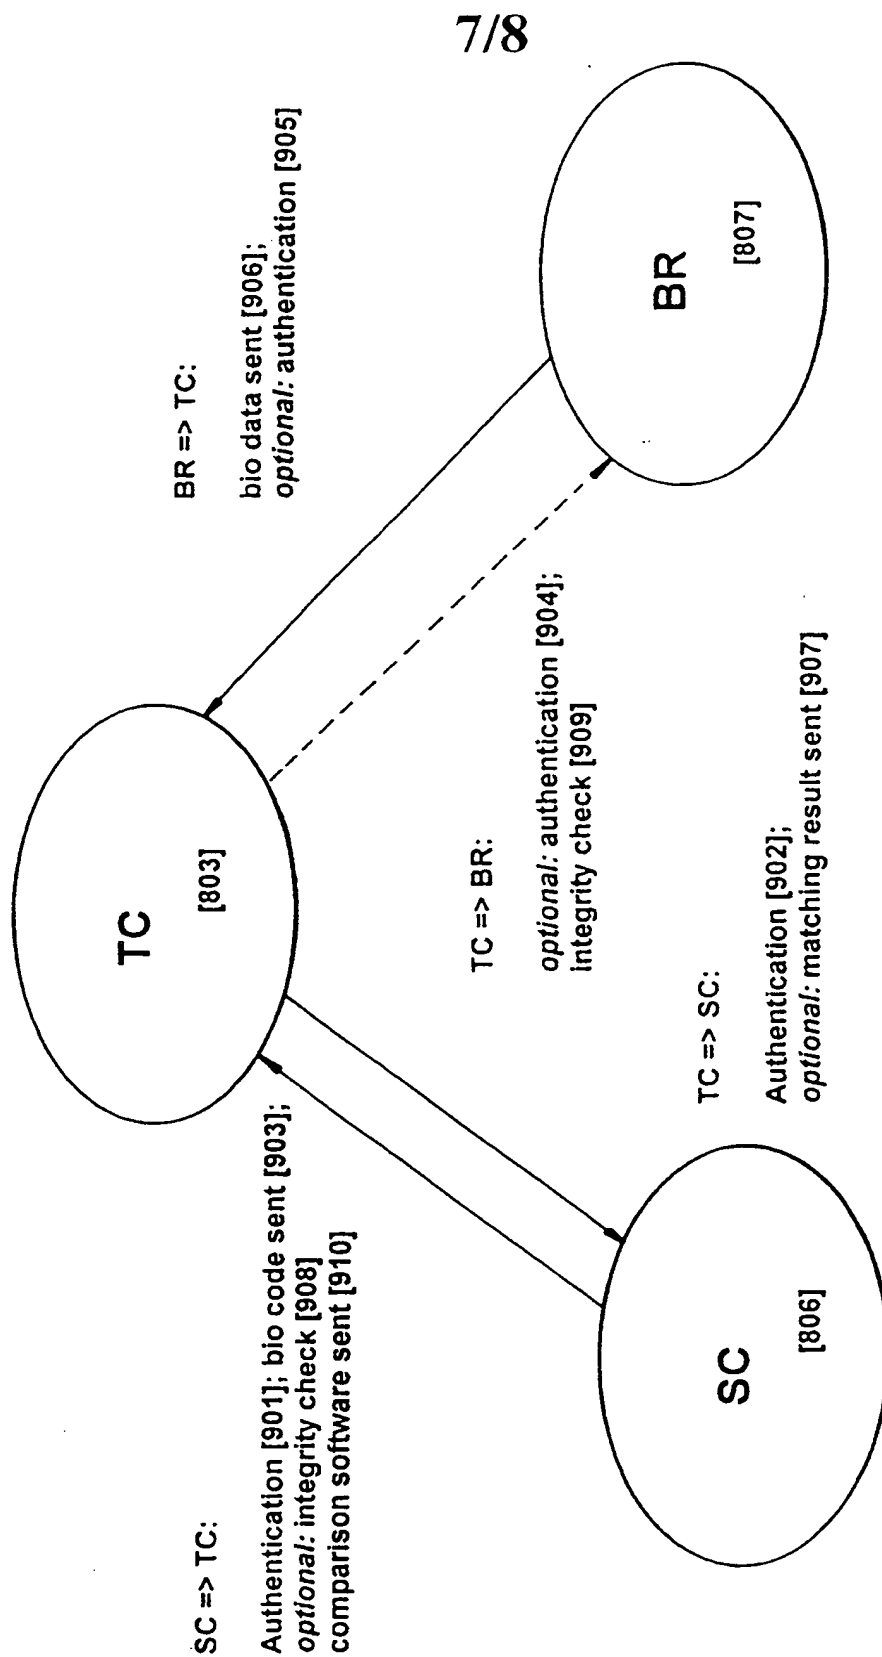 7/8
SC => TC:
Authentication [901]; bio code sent [903];
optional: integrity check [908]
comparison software sent [910]
TC
[803]
BR => TC:
bio data sent [906];
optional: authentication [905]
TC => BR:
optional: authentication [904];
integrity check [909]
TC => SC:
Authentication [902];
optional: matching result sent [907]
SC
[806]
BR
[807]